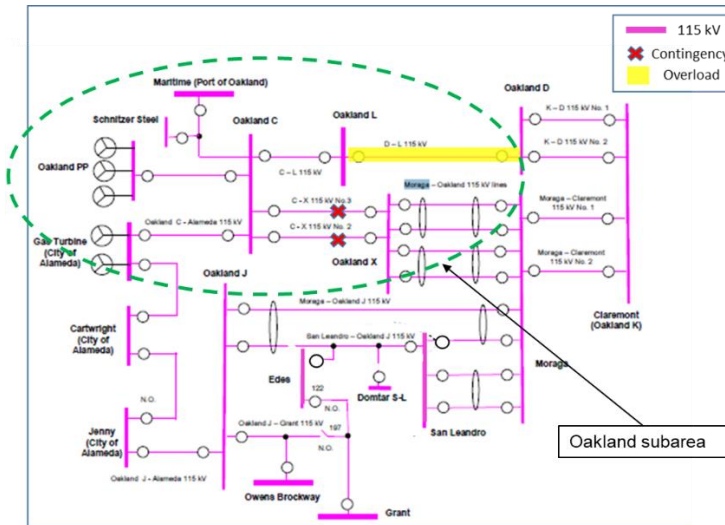 115 kV
Contingency
Overload
Maritime (Port of Oakland)
Oakland D
Schnitzer Steel
Oakland C
Oakland L
K – D 115 kV No. 1
D – L 115 kV
K – D 115 kV No. 2
Oakland PP
C – L 115 kV
Moraga – Oakland 115 kV lines
C - X 115 kV No.3
Moraga – Claremont
115 kV No. 1
Oakland C - Alameda 115 kV
C - X 115 kV No. 2
Gas Turbine
(City of
Alameda)
Oakland X
Moraga – Claremont
115 kV No. 2
Oakland J
Moraga – Oakland J 115 kV
Claremont
(Oakland K)
Cartwright
(City of
Alameda)
San Leandro – Oakland J 115 kV
Moraga
Edes
122
Domtar S-L
N.O.
N.O.
Jenny
(City of
Alameda)
Oakland J – Grant 115 kV
197
San Leandro
N.O.
Oakland subarea
Oakland J - Alameda 115 kV
Owens Brockway
Grant